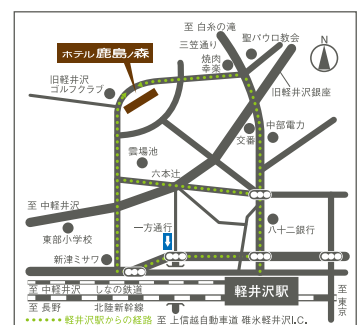 至 白糸の滝
三笠通り
聖パウロ教会
N
ホテル 鹿島ノ森
焼肉
幸楽
旧軽井沢
ゴルフクラブ
旧軽井沢銀座
中部電力
交番
雲場池
六本辻
至 中軽井沢
一方通行
八十二銀行
東部小学校
新津ミサワ
軽井沢駅
至 中軽井沢
しなの鉄道
至 長野
北陸新幹線
至 東京
軽井沢駅からの経路
至 上信越自動車道 碓氷軽井沢I.C.